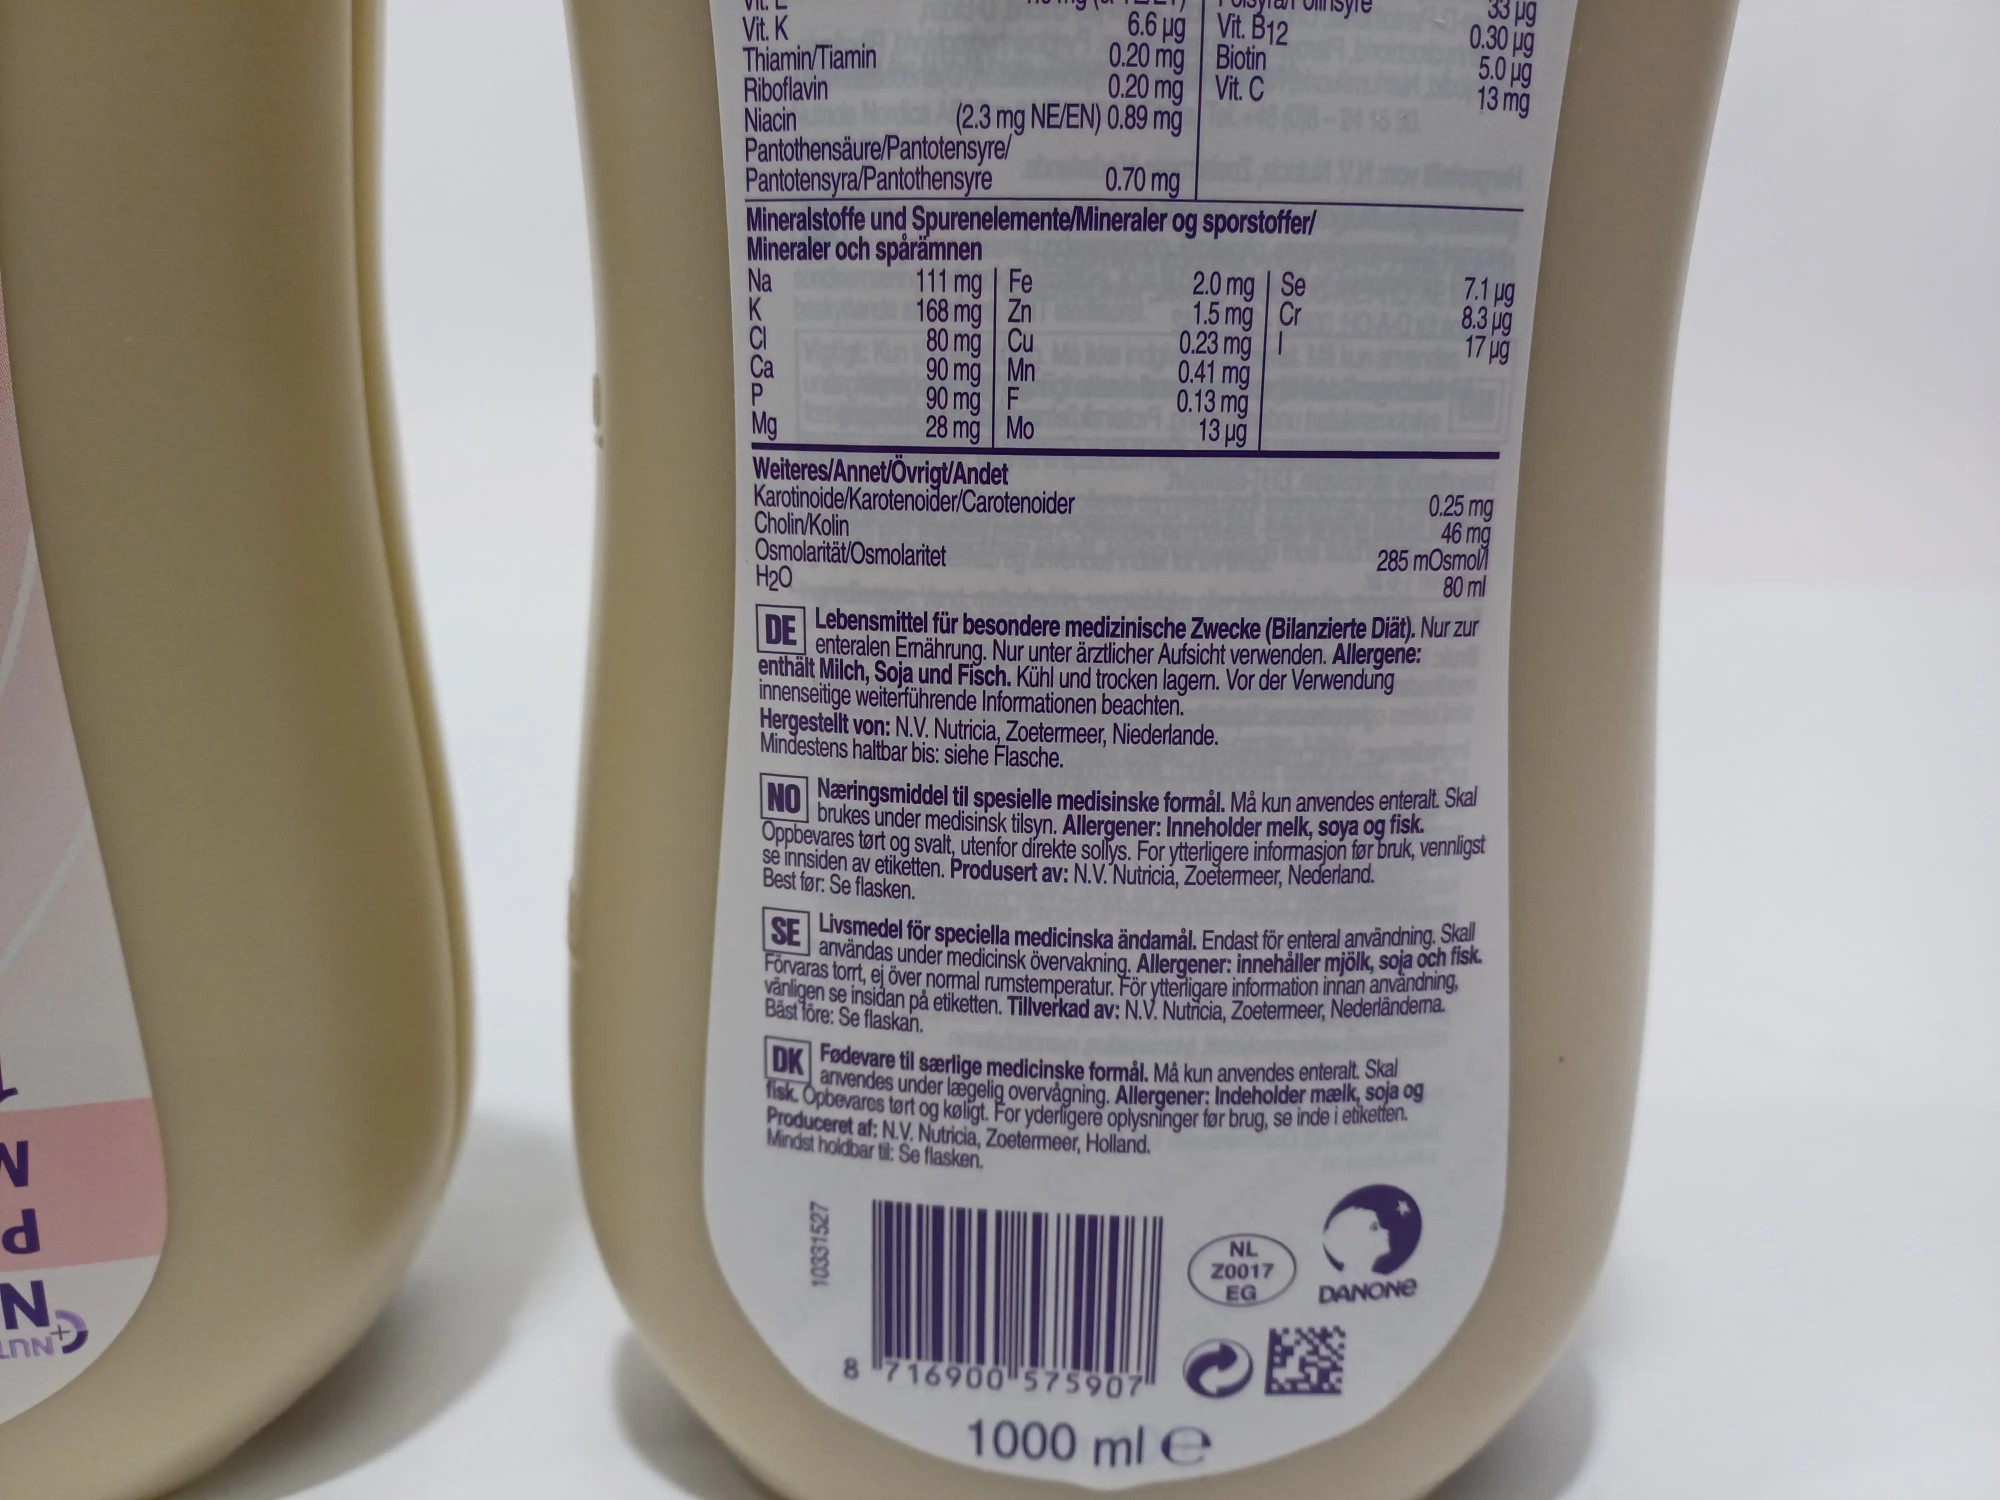 Vit. K 6.6 µg Vit. B12 0.30 µg
Thiamin/Tiamin 0.20 mg Biotin 5.0 µg
Riboflavin 0.20 mg Vit. C 13 mg
Niacin (2.3 mg NE/EN) 0.89 mg
Pantothensäure/Pantotensyre/
Pantotensyra/Pantothensyre 0.70 mg
Mineralstoffe und Spurenelemente/Mineraler og sporstoffer/
Mineraler och spårämnen
Na 111 mg Fe 2.0 mg Se 7.1 µg
K 168 mg Zn 1.5 mg Cr 8.3 µg
Cl 80 mg Cu 0.23 mg I 17 µg
Ca 90 mg Mn 0.41 mg
P 90 mg F 0.13 mg
Mg 28 mg Mo 13 µg
Weiteres/Annet/Övrigt/Andet
Karotinoide/Karotenoider/Carotenoider 0.25 mg
Cholin/Kolin 46 mg
Osmolarität/Osmolaritet 285 mOsmol/l
H2O 80 ml
DE Lebensmittel für besondere medizinische Zwecke (Bilanzierte Diät). Nur zur
enteralen Ernährung. Nur unter ärztlicher Aufsicht verwenden. Allergene:
enthält Milch, Soja und Fisch. Kühl und trocken lagern. Vor der Verwendung
innenseitige weiterführende Informationen beachten.
Hergestellt von: N.V. Nutricia, Zoetermeer, Niederlande.
Mindestens haltbar bis: siehe Flasche.
NO Næringsmiddel til spesielle medisinske formål. Må kun anvendes enteralt. Skal
brukes under medisinsk tilsyn. Allergener: Inneholder melk, soya og fisk.
Oppbevares tørt og svalt, utenfor direkte sollys. For ytterligere informasjon før bruk, vennligst
se innsiden av etiketten. Produsert av: N.V. Nutricia, Zoetermeer, Nederland.
Best før: Se flasken.
SE Livsmedel för speciella medicinska ändamål. Endast för enteral användning. Skall
användas under medicinsk övervakning. Allergener: innehåller mjölk, soja och fisk.
Förvaras torrt, ej över normal rumstemperatur. För ytterligare information innan användning,
vänligen se insidan på etiketten. Tillverkad av: N.V. Nutricia, Zoetermeer, Nederländerna.
Bäst före: Se flaskan.
DK Fødevare til særlige medicinske formål. Må kun anvendes enteralt. Skal
anvendes under lægelig overvågning. Allergener: Indeholder mælk, soja og
fisk. Opbevares tørt og køligt. For yderligere oplysninger før brug, se inde i etiketten.
Produceret af: N.V. Nutricia, Zoetermeer, Holland.
Mindst holdbar til: Se flasken.
10331527
NL
Z0017
EG
DANONE
8 716900 575907
1000 ml e